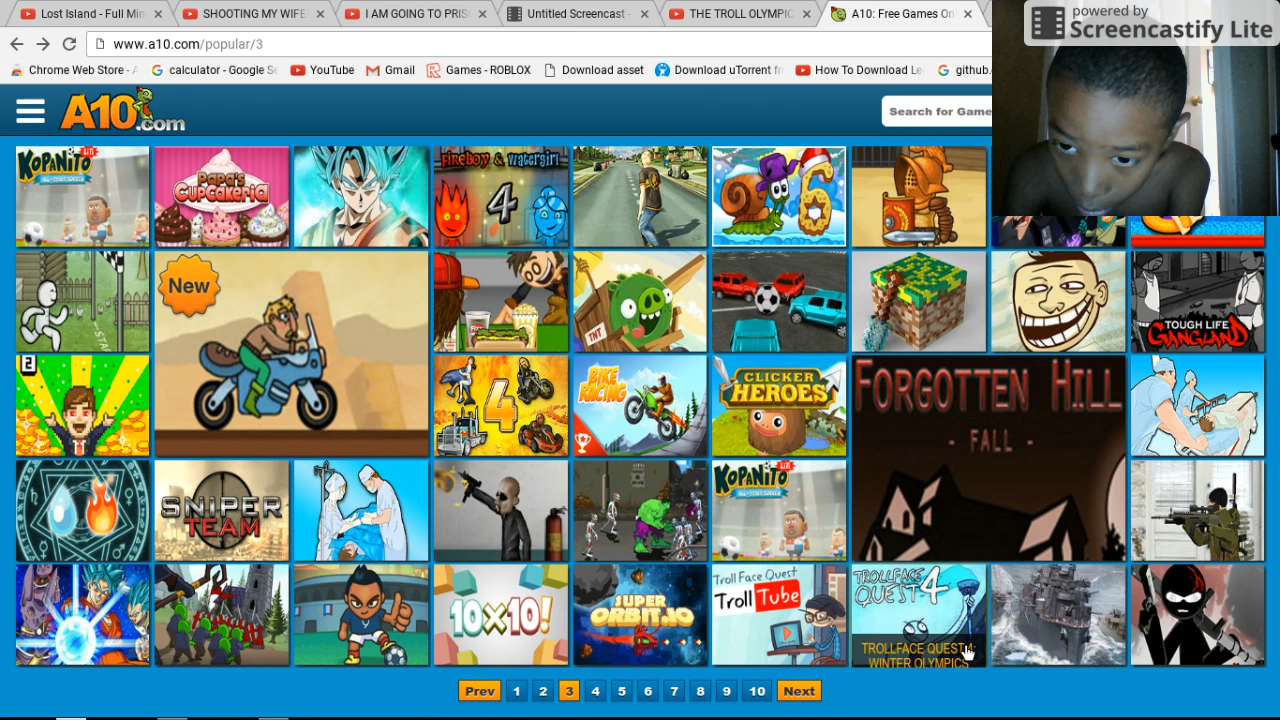 Lost Island - Full Min
SHOOTING MY WIFE
I AM GOING TO PRIS
Untitled Screencast -
THE TROLL OLYMPIC
A10: Free Games On
powered by
Screencastify Lite
www.a10.com/popular/3
Chrome Web Store - A
calculator - Google Se
YouTube
Gmail
Games - ROBLOX
Download asset
Download uTorrent fr
How To Download Le
github.
A10.com
Search for Game
KOPANITO
ALL-STARS SOCCER
PAPA'S
CUPCAKERIA
FIREBOY & WATERGIRL
4
6
New
START
TNT
TOUGH LIFE
GANGLAND
2
4
BIKE
RACING
CLICKER
HEROES
FORGOTTEN HILL
- FALL -
SNIPER
TEAM
KOPANITO
10x10!
SUPER
ORBIT.IO
Troll Face Quest
Troll Tube
TROLLFACE
QUEST 4
TROLLFACE QUEST 4:
WINTER OLYMPICS
Prev 1 2 3 4 5 6 7 8 9 10 Next